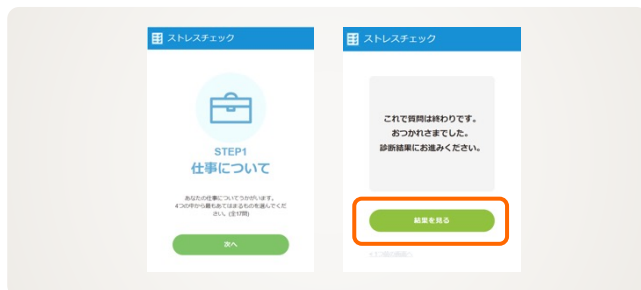 ストレスチェック
STEP1
仕事について
あなたの仕事についてうかがいます。
4つの中から最もあてはまるものを選んでくだ
さい。(全17問)
次へ
ストレスチェック
これで質問は終わりです。
おつかれさまでした。
診断結果にお進みください。
結果を見る